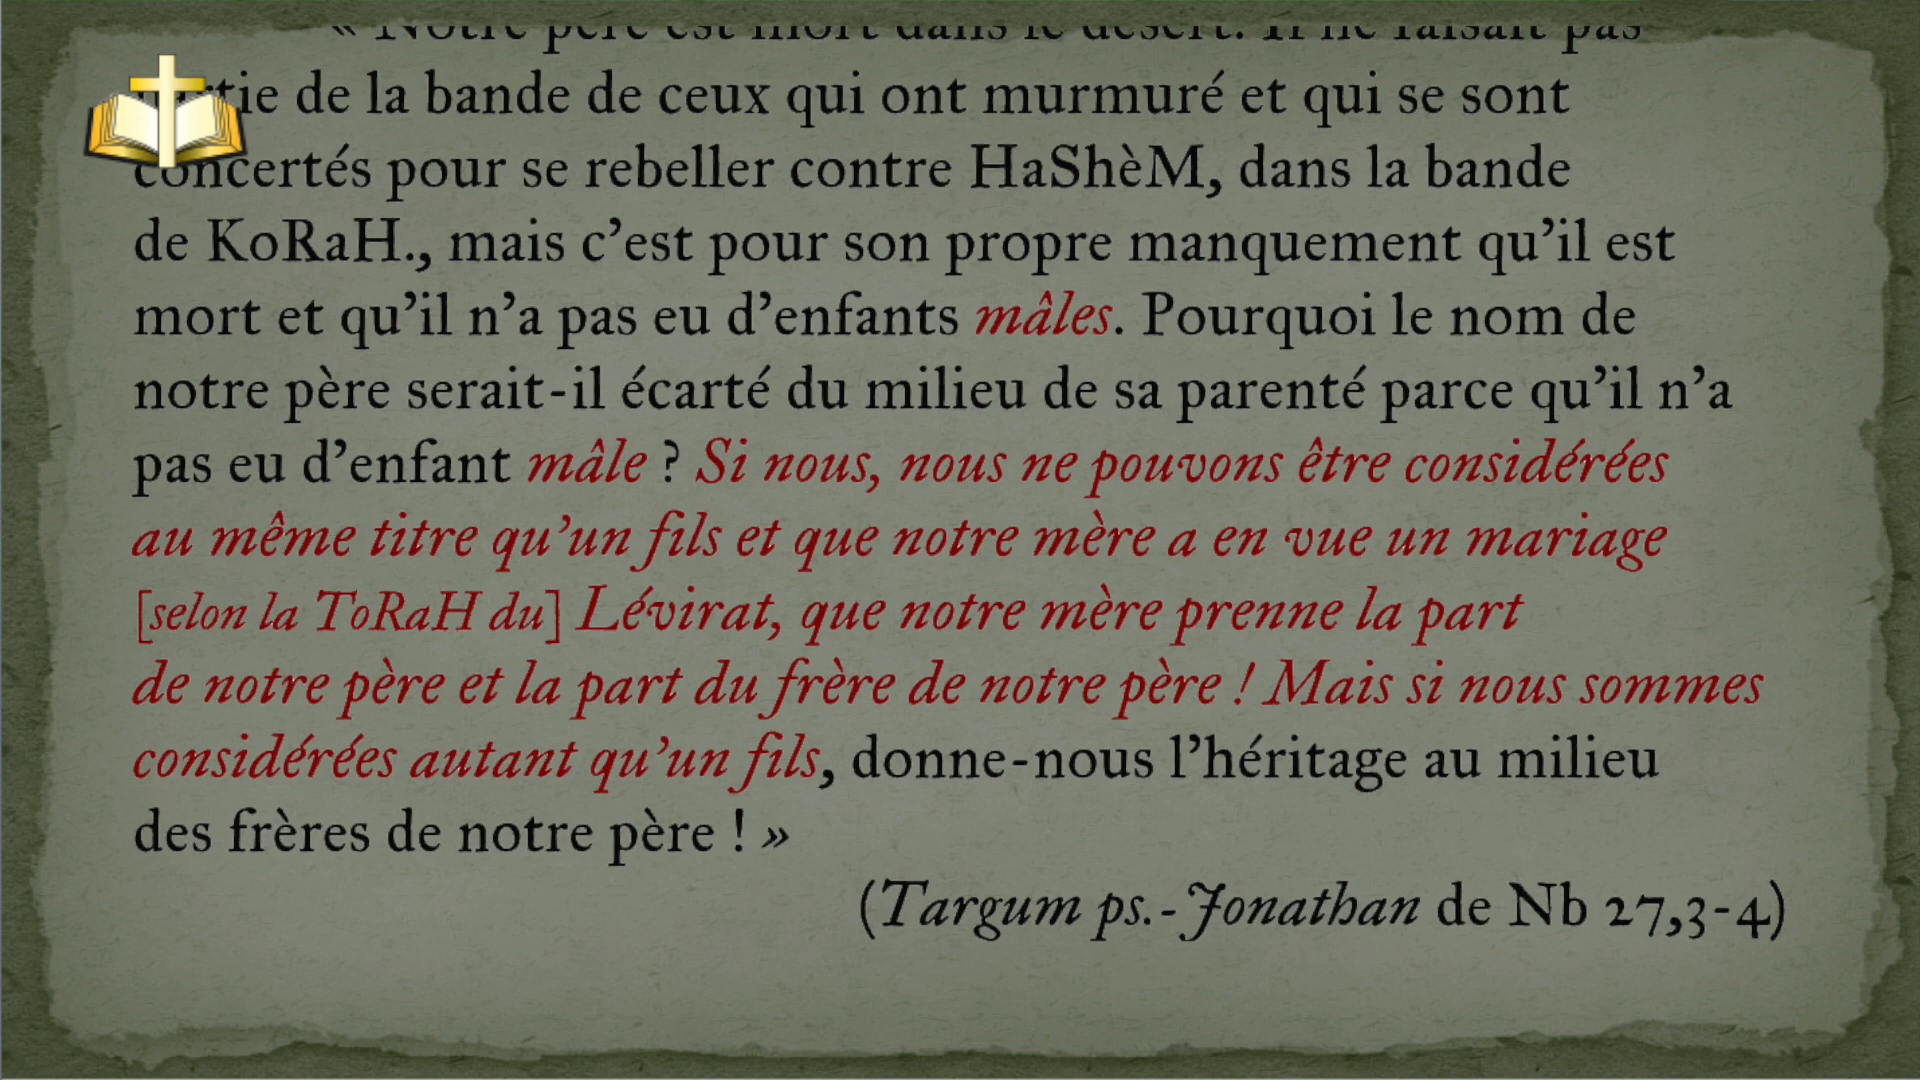 « Notre père est mort dans le désert. Il ne faisait pas
partie de la bande de ceux qui ont murmuré et qui se sont
concertés pour se rebeller contre HaShèM, dans la bande
de KoRaH., mais c’est pour son propre manquement qu’il est
mort et qu’il n’a pas eu d’enfants mâles. Pourquoi le nom de
notre père serait-il écarté du milieu de sa parenté parce qu’il n’a
pas eu d’enfant mâle ? Si nous, nous ne pouvons être considérées
au même titre qu’un fils et que notre mère a en vue un mariage
[selon la ToRaH du] Lévirat, que notre mère prenne la part
de notre père et la part du frère de notre père ! Mais si nous sommes
considérées autant qu’un fils, donne-nous l’héritage au milieu
des frères de notre père ! »
(Targum ps.-Jonathan de Nb 27,3-4)